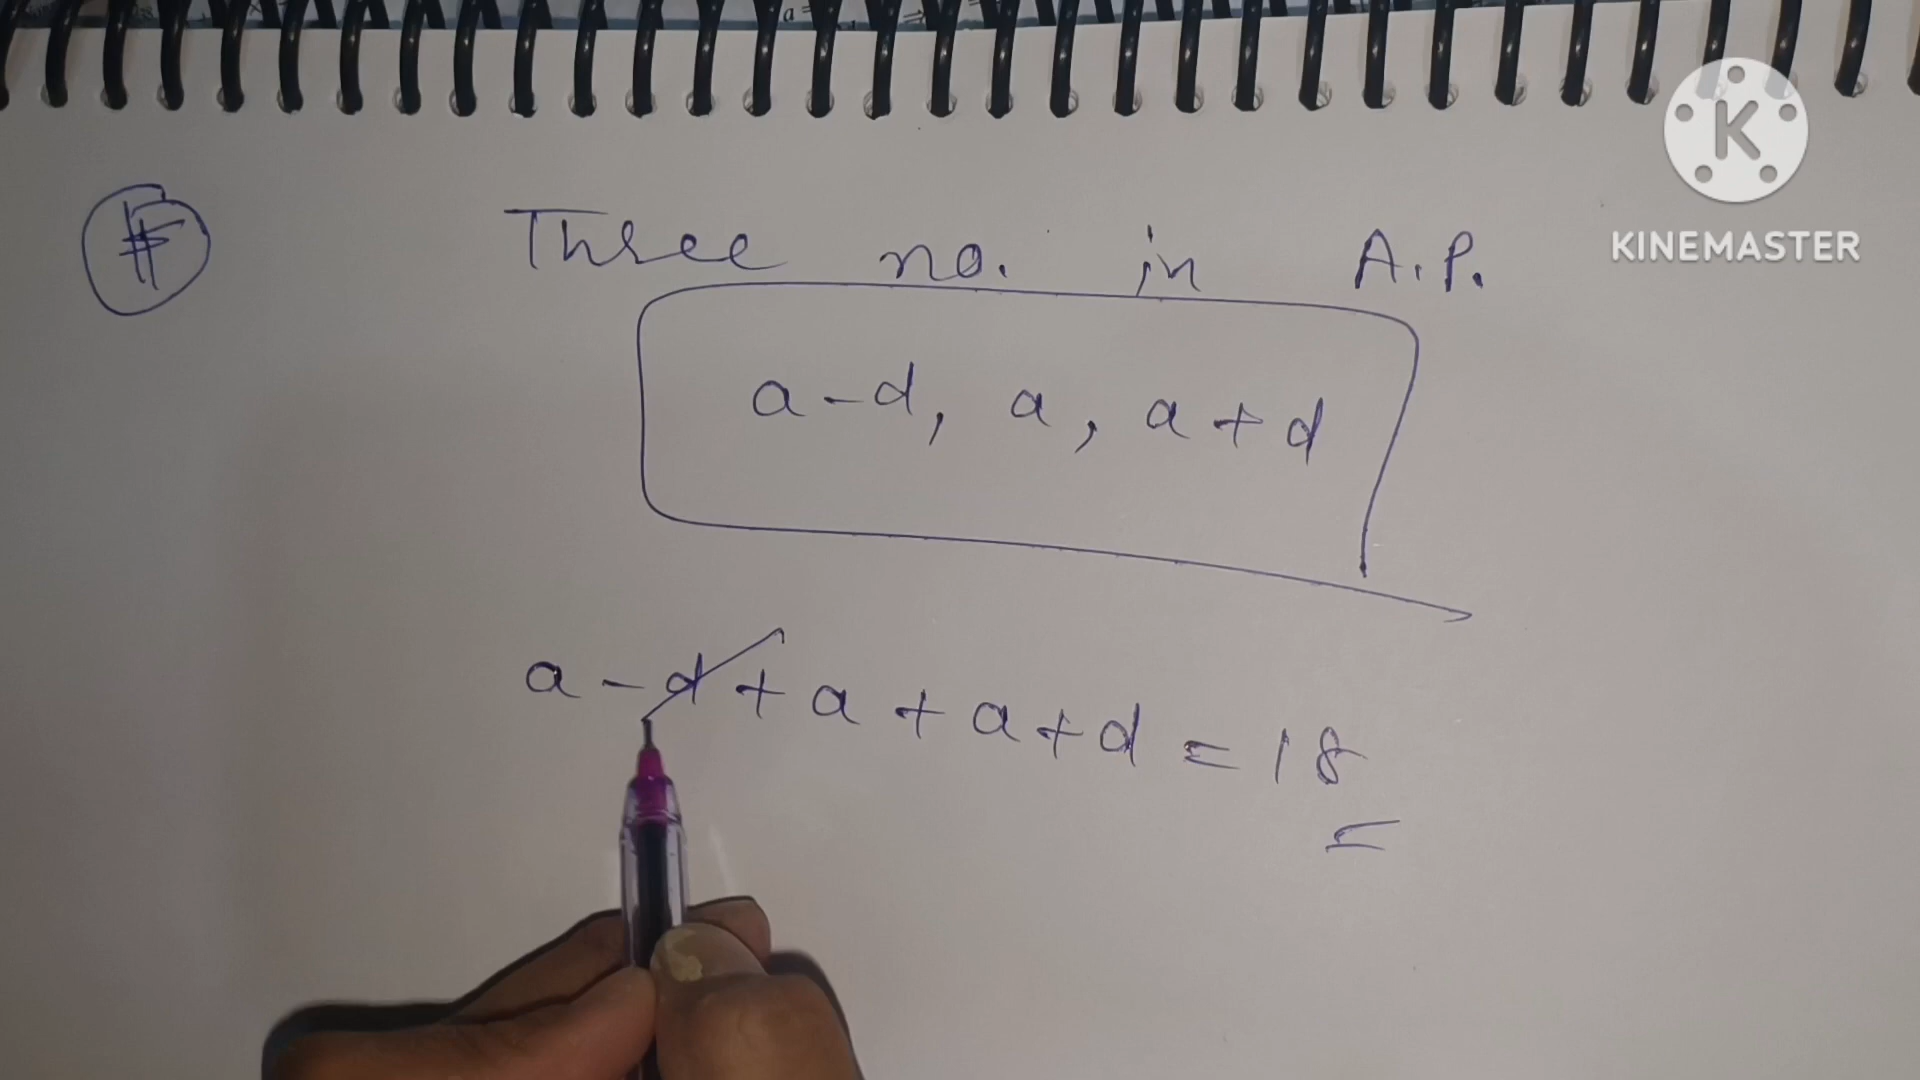 #
Three no. in A.P.
a - d, a, a + d
a - d + a + a + d = 18
K
KINEMASTER